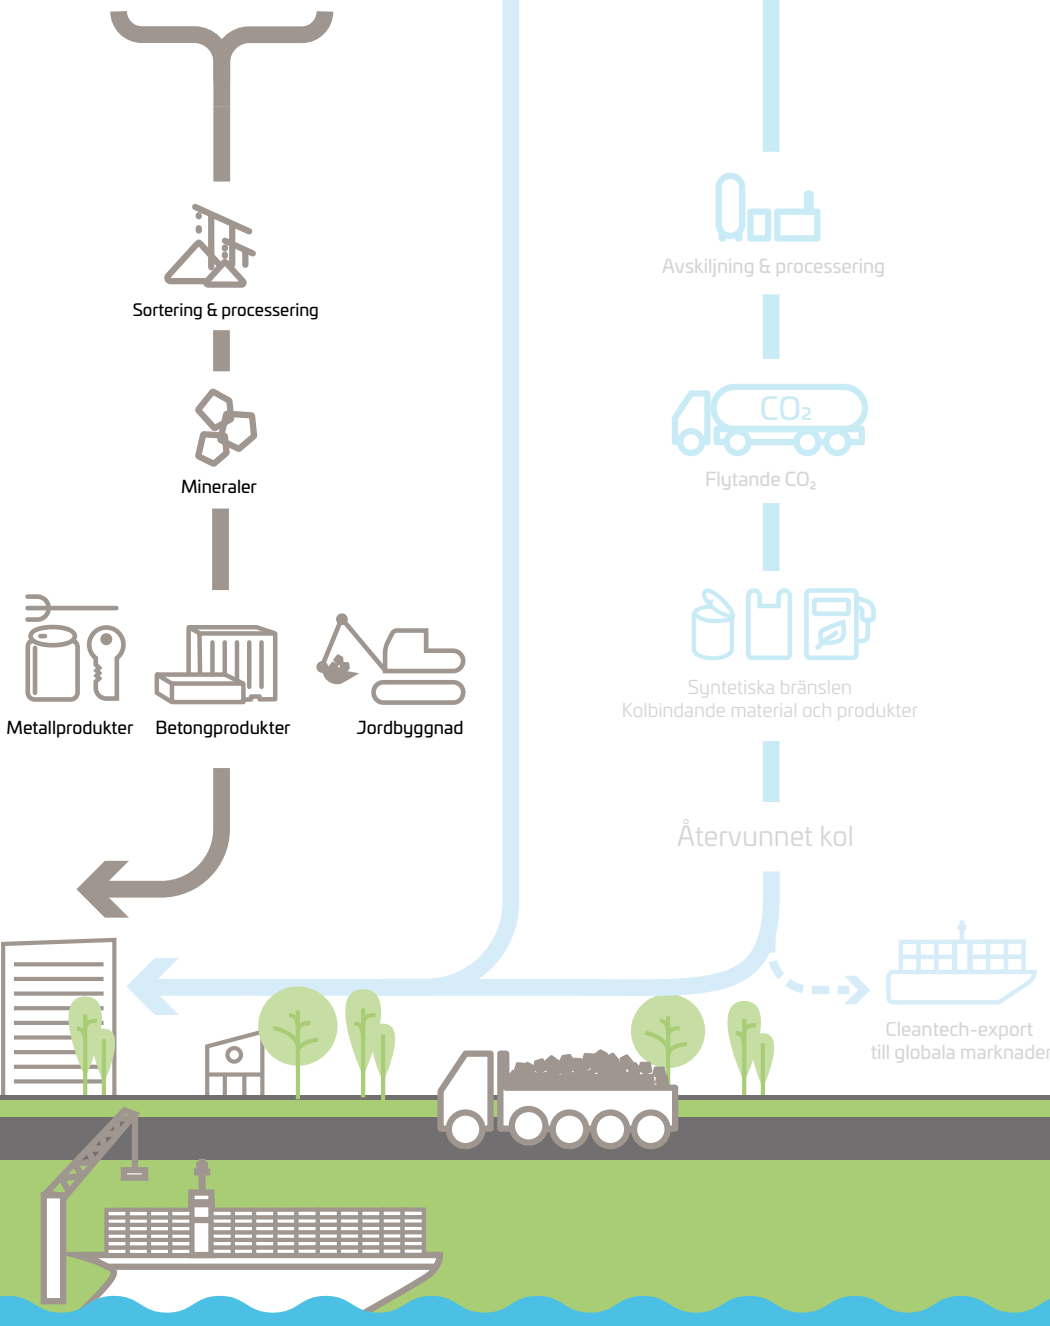 Sortering & processering
Mineraler
Metallprodukter
Betongprodukter
Jordbyggnad
Avskiljning & processering
CO₂
Flytande CO₂
Syntetiska bränslen
Kolbindande material och produkter
Återvunnet kol
Cleantech-export
till globala marknader